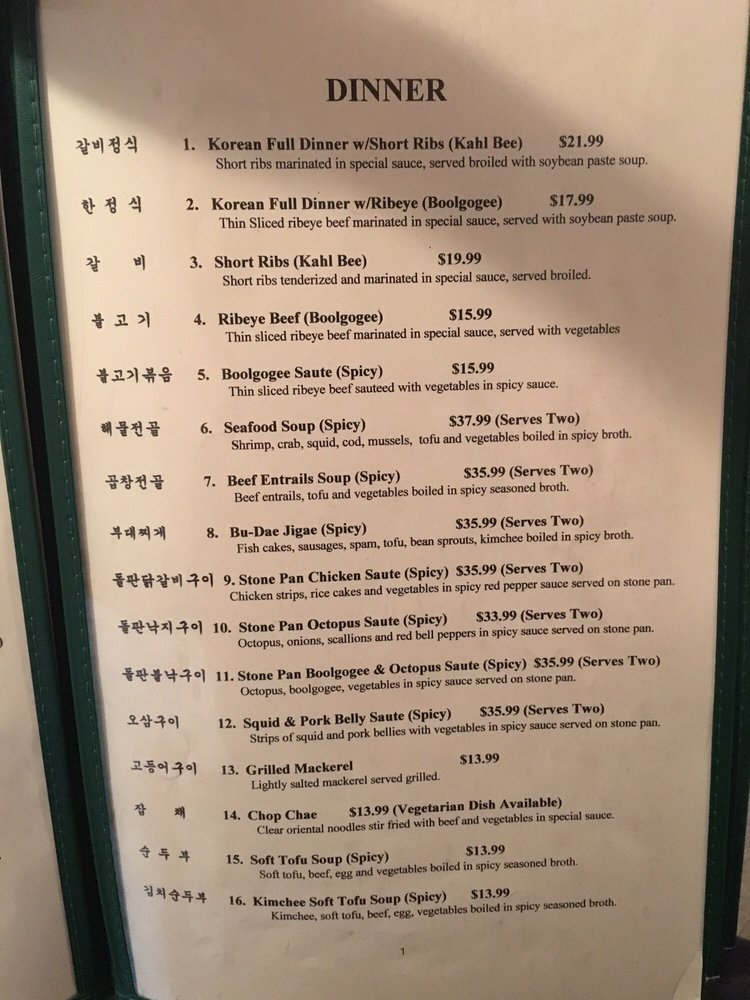 DINNER
갈비정식 1. Korean Full Dinner w/Short Ribs (Kahl Bee) $21.99
Short ribs marinated in special sauce, served broiled with soybean paste soup.
한 정 식 2. Korean Full Dinner w/Ribeye (Boolgogee) $17.99
Thin Sliced ribeye beef marinated in special sauce, served with soybean paste soup.
갈 비 3. Short Ribs (Kahl Bee) $19.99
Short ribs tenderized and marinated in special sauce, served broiled.
불 고 기 4. Ribeye Beef (Boolgogee) $15.99
Thin sliced ribeye beef marinated in special sauce, served with vegetables
불고기볶음 5. Boolgogee Saute (Spicy) $15.99
Thin sliced ribeye beef sauteed with vegetables in spicy sauce.
해물전골 6. Seafood Soup (Spicy) $37.99 (Serves Two)
Shrimp, crab, squid, cod, mussels, tofu and vegetables boiled in spicy broth.
곱창전골 7. Beef Entrails Soup (Spicy) $35.99 (Serves Two)
Beef entrails, tofu and vegetables boiled in spicy seasoned broth.
부대찌개 8. Bu-Dae Jigae (Spicy) $35.99 (Serves Two)
Fish cakes, sausages, spam, tofu, bean sprouts, kimchee boiled in spicy broth.
돌판닭갈비구이 9. Stone Pan Chicken Saute (Spicy) $35.99 (Serves Two)
Chicken strips, rice cakes and vegetables in spicy red pepper sauce served on stone pan.
돌판낙지구이 10. Stone Pan Octopus Saute (Spicy) $33.99 (Serves Two)
Octopus, onions, scallions and red bell peppers in spicy sauce served on stone pan.
돌판불낙구이 11. Stone Pan Boolgogee & Octopus Saute (Spicy) $35.99 (Serves Two)
Octopus, boolgogee, vegetables in spicy sauce served on stone pan.
오삼구이 12. Squid & Pork Belly Saute (Spicy) $35.99 (Serves Two)
Strips of squid and pork bellies with vegetables in spicy sauce served on stone pan.
고등어구이 13. Grilled Mackerel $13.99
Lightly salted mackerel served grilled.
잡 채 14. Chop Chae $13.99 (Vegetarian Dish Available)
Clear oriental noodles stir fried with beef and vegetables in special sauce.
순 두 부 15. Soft Tofu Soup (Spicy) $13.99
Soft tofu, beef, egg and vegetables boiled in spicy seasoned broth.
김치순두부 16. Kimchee Soft Tofu Soup (Spicy) $13.99
Kimchee, soft tofu, beef, egg, vegetables boiled in spicy seasoned broth.
1